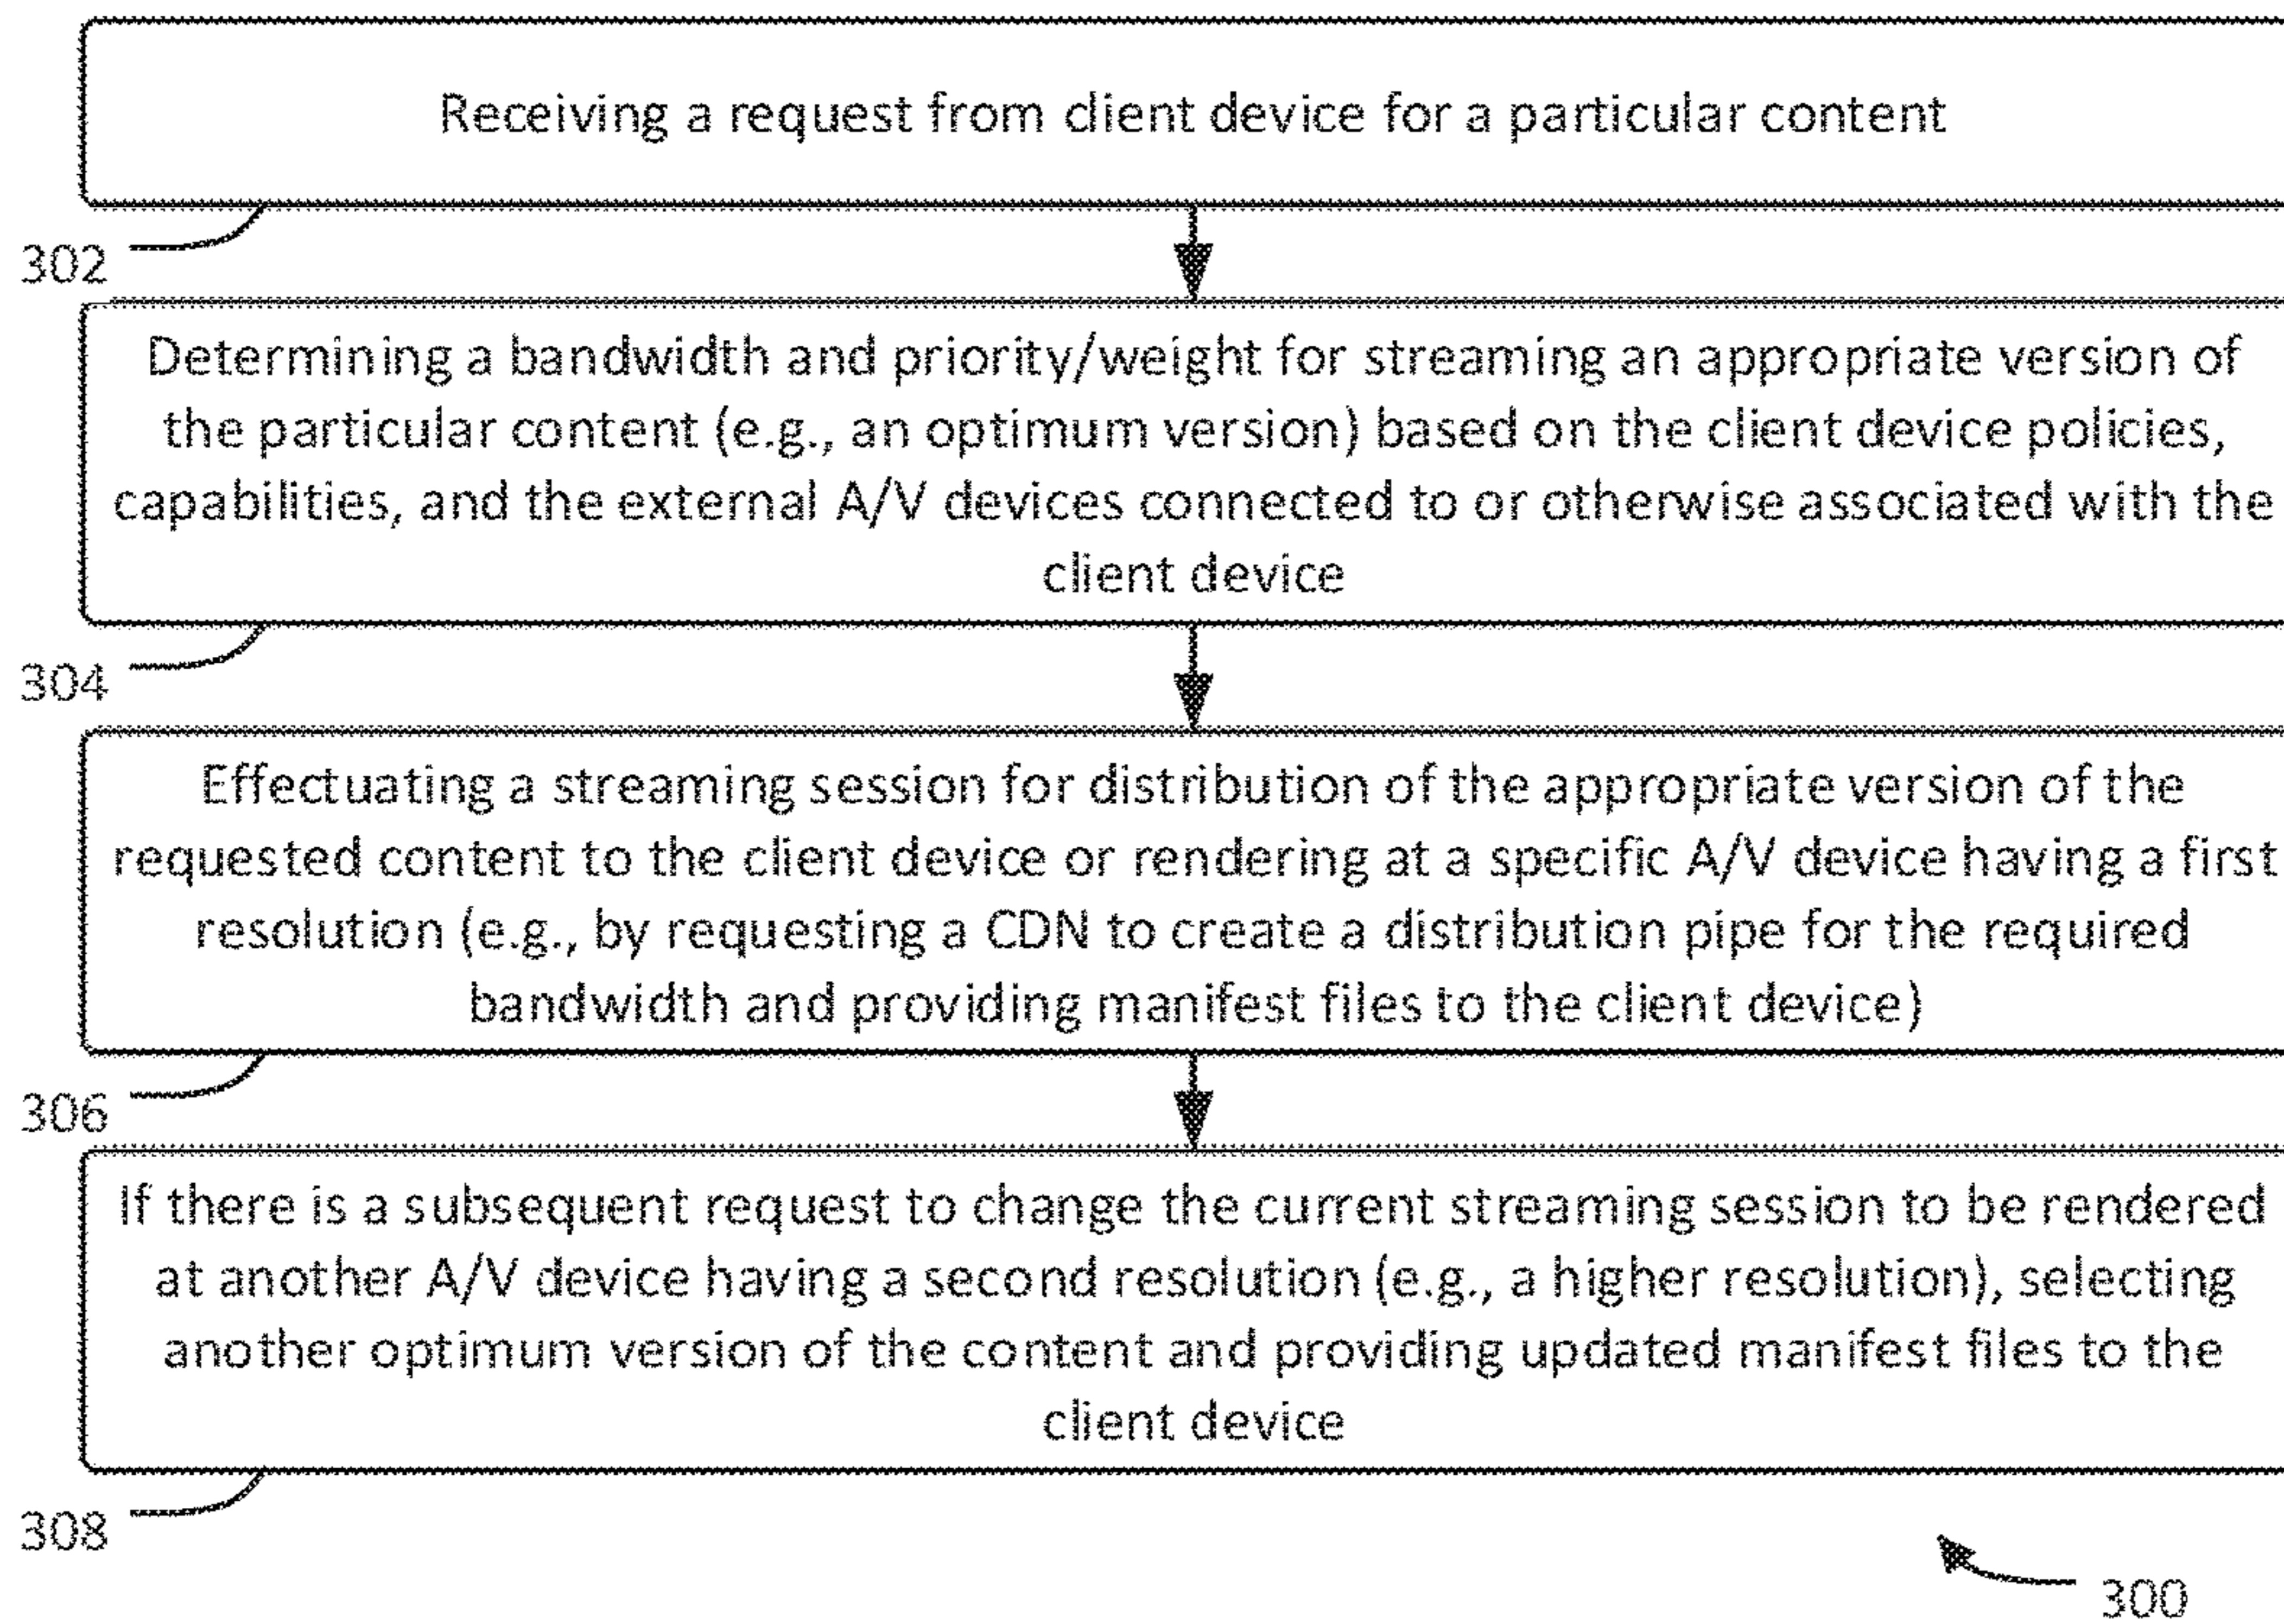 Receiving a request from client device for a particular content
302
Determining a bandwidth and priority/weight for streaming an appropriate version of
the particular content (e.g., an optimum version) based on the client device policies,
capabilities, and the external A/V devices connected to or otherwise associated with the
client device
304
Effectuating a streaming session for distribution of the appropriate version of the
requested content to the client device or rendering at a specific A/V device having a first
resolution (e.g., by requesting a CDN to create a distribution pipe for the required
bandwidth and providing manifest files to the client device)
306
If there is a subsequent request to change the current streaming session to be rendered
at another A/V device having a second resolution (e.g., a higher resolution), selecting
another optimum version of the content and providing updated manifest files to the
client device
308
300